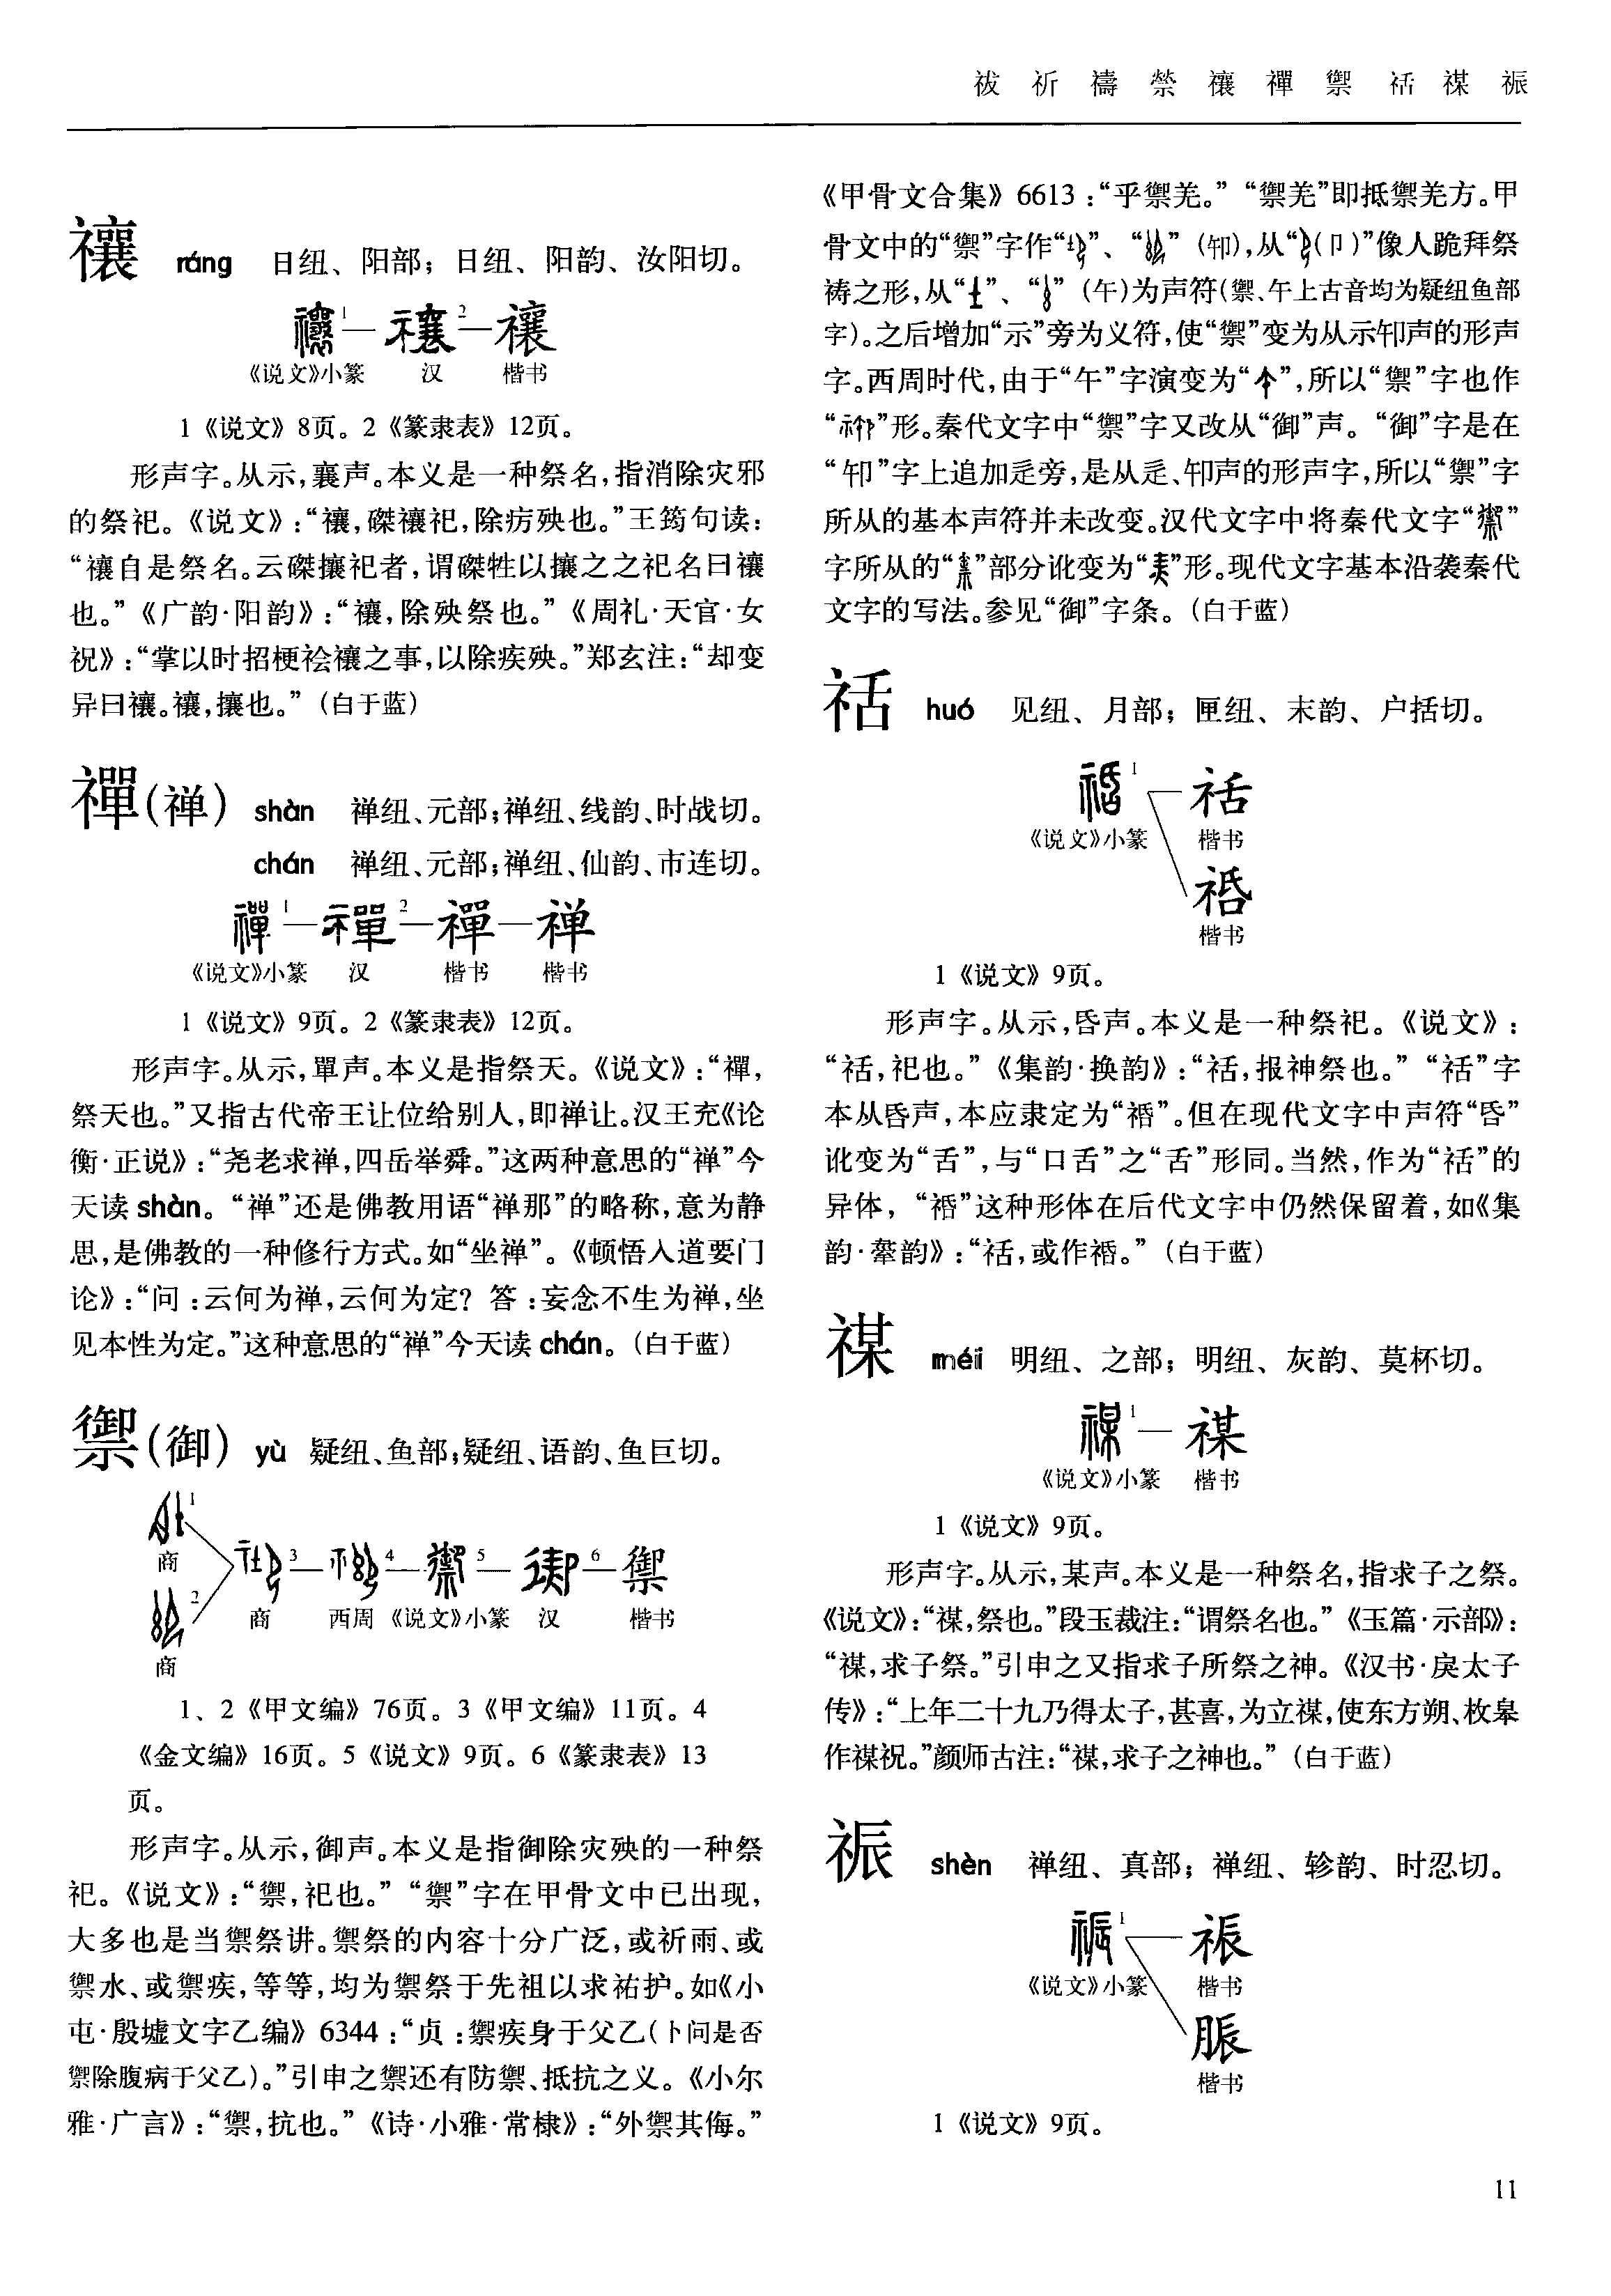 祓 祈 禱 禜 禳 禪 禦 祰 禖 祳
禳 ráng 日纽、阳部；日纽、阳韵、汝阳切。
1 2
《说文》小篆 汉 楷书
1《说文》8页。2《篆隶表》12页。
形声字。从示，襄声。本义是一种祭名，指消除灾邪
的祭祀。《说文》：“禳，磔禳祀，除疠殃也。”王筠句读：
“禳自是祭名。云磔攘祀者，谓磔牲以攘之之祀名曰禳
也。”《广韵·阳韵》：“禳，除殃祭也。”《周礼·天官·女
祝》：“掌以时招梗禬禳之事，以除疾殃。”郑玄注：“却变
异曰禳。禳，攘也。”（白于蓝）
禪（禅） shàn 禅纽、元部；禅纽、线韵、时战切。
chán 禅纽、元部；禅纽、仙韵、市连切。
1 2 禪 禅
《说文》小篆 汉 楷书 楷书
1《说文》9页。2《篆隶表》12页。
形声字。从示，單声。本义是指祭天。《说文》：“禪，
祭天也。”又指古代帝王让位给别人，即禅让。汉王充《论
衡·正说》：“尧老求禅，四岳举舜。”这两种意思的“禅”今
天读 shàn。“禅”还是佛教用语“禅那”的略称，意为静
思，是佛教的一种修行方式。如“坐禅”。《顿悟入道要门
论》：“问：云何为禅，云何为定？答：妄念不生为禅，坐
见本性为定。”这种意思的“禅”今天读 chán。（白于蓝）
禦（御） yù 疑纽、鱼部；疑纽、语韵、鱼巨切。
1 商
2 商
3 4 5 6 禦
商 西周 《说文》小篆 汉 楷书
1、2《甲文编》76页。3《甲文编》11页。4
《金文编》16页。5《说文》9页。6《篆隶表》13
页。
形声字。从示，御声。本义是指御除灾殃的一种祭
祀。《说文》：“禦，祀也。”“禦”字在甲骨文中已出现，
大多也是当禦祭讲。禦祭的内容十分广泛，或祈雨、或
禦水、或禦疾，等等，均为禦祭于先祖以求祐护。如《小
屯·殷墟文字乙编》6344：“贞：禦疾身于父乙（卜问是否
禦除腹病于父乙）。”引申之禦还有防禦、抵抗之义。《小尔
雅·广言》：“禦，抗也。”《诗·小雅·常棣》：“外禦其侮。”
《甲骨文合集》6613：“乎禦羌。”“禦羌”即抵禦羌方。甲
骨文中的“禦”字作“”、“”（卸），从“（卩）”像人跪拜祭
祷之形，从“”、“”（午）为声符（禦、午上古音均为疑纽鱼部
字）。之后增加“示”旁为义符，使“禦”变为从示卸声的形声
字。西周时代，由于“午”字演变为“”，所以“禦”字也作
“”形。秦代文字中“禦”字又改从“御”声。“御”字是在
“卸”字上追加辵旁，是从辵、卸声的形声字，所以“禦”字
所从的基本声符并未改变。汉代文字中将秦代文字“”
字所从的“”部分讹变为“”形。现代文字基本沿袭秦代
文字的写法。参见“御”字条。（白于蓝）
䄆 huó 见纽、月部；匣纽、末韵、户括切。
1
《说文》小篆 楷书
楷书
1《说文》9页。
形声字。从示，昏声。本义是一种祭祀。《说文》：
“䄆，祀也。”《集韵·换韵》：“䄆，报神祭也。”“䄆”字
本从昏声，本应隶定为“”。但在现代文字中声符“昏”
讹变为“舌”，与“口舌”之“舌”形同。当然，作为“䄆”的
异体，“”这种形体在后代文字中仍然保留着，如《集
韵·舝韵》：“䄆，或作。”（白于蓝）
禖 méi 明纽、之部；明纽、灰韵、莫杯切。
1 禖
《说文》小篆 楷书
1《说文》9页。
形声字。从示，某声。本义是一种祭名，指求子之祭。
《说文》：“禖，祭也。”段玉裁注：“谓祭名也。”《玉篇·示部》：
“禖，求子祭。”引申之又指求子所祭之神。《汉书·戾太子
传》：“上年二十九乃得太子，甚喜，为立禖，使东方朔、枚皋
作禖祝。”颜师古注：“禖，求子之神也。”（白于蓝）
祳 shèn 禅纽、真部；禅纽、轸韵、时忍切。
1 祳
《说文》小篆 楷书
脤
楷书
1《说文》9页。
11